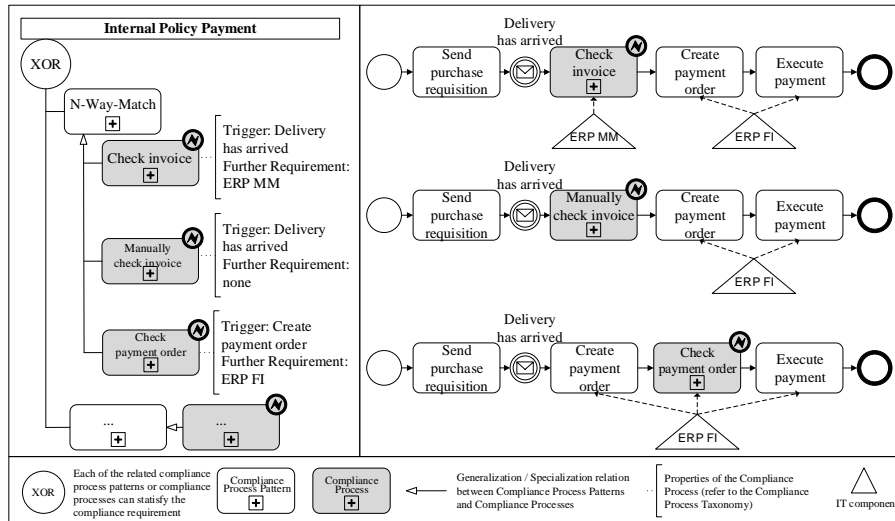 Internal Policy Payment
XOR
N-Way-Match
Check invoice
Trigger: Delivery
has arrived
Further Requirement:
ERP MM
Manually
check invoice
Trigger: Delivery
has arrived
Further Requirement:
none
Check
payment order
Trigger: Create
payment order
Further Requirement:
ERP FI
...
...
Send
purchase
requisition
Delivery
has arrived
Check
invoice
Create
payment
order
Execute
payment
ERP MM
ERP FI
Send
purchase
requisition
Delivery
has arrived
Manually
check invoice
Create
payment
order
Execute
payment
ERP FI
Send
purchase
requisition
Delivery
has arrived
Create
payment
order
Check
payment order
Execute
payment
ERP FI
XOR
Each of the related compliance
process patterns or compliance
processes can statisfy the
compliance requirement
Compliance
Process Pattern
Compliance
Process
Generalization / Specialization relation
between Compliance Process Patterns
and Compliance Processes
Properties of the Compliance
Process (refer to the Compliance
Process Taxonomy)
IT component